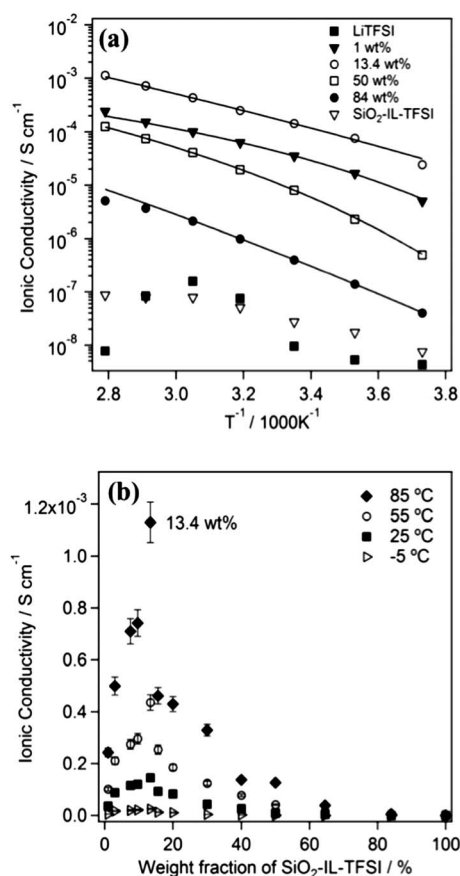 (a)
LiTFSI
1 wt%
13.4 wt%
50 wt%
84 wt%
SiO₂-IL-TFSI
10⁻¹
10⁻²
10⁻³
10⁻⁴
10⁻⁵
10⁻⁶
10⁻⁷
10⁻⁸
Ionic Conductivity / S cm⁻¹
2.8 3.0 3.2 3.4 3.6 3.8
T⁻¹ / 1000K⁻¹
(b)
85 ºC
55 ºC
25 ºC
-5 ºC
13.4 wt%
1.2x10⁻³
1.0
0.8
0.6
0.4
0.2
0.0
Ionic Conductivity / S cm⁻¹
0 20 40 60 80 100
Weight fraction of SiO₂-IL-TFSI / %